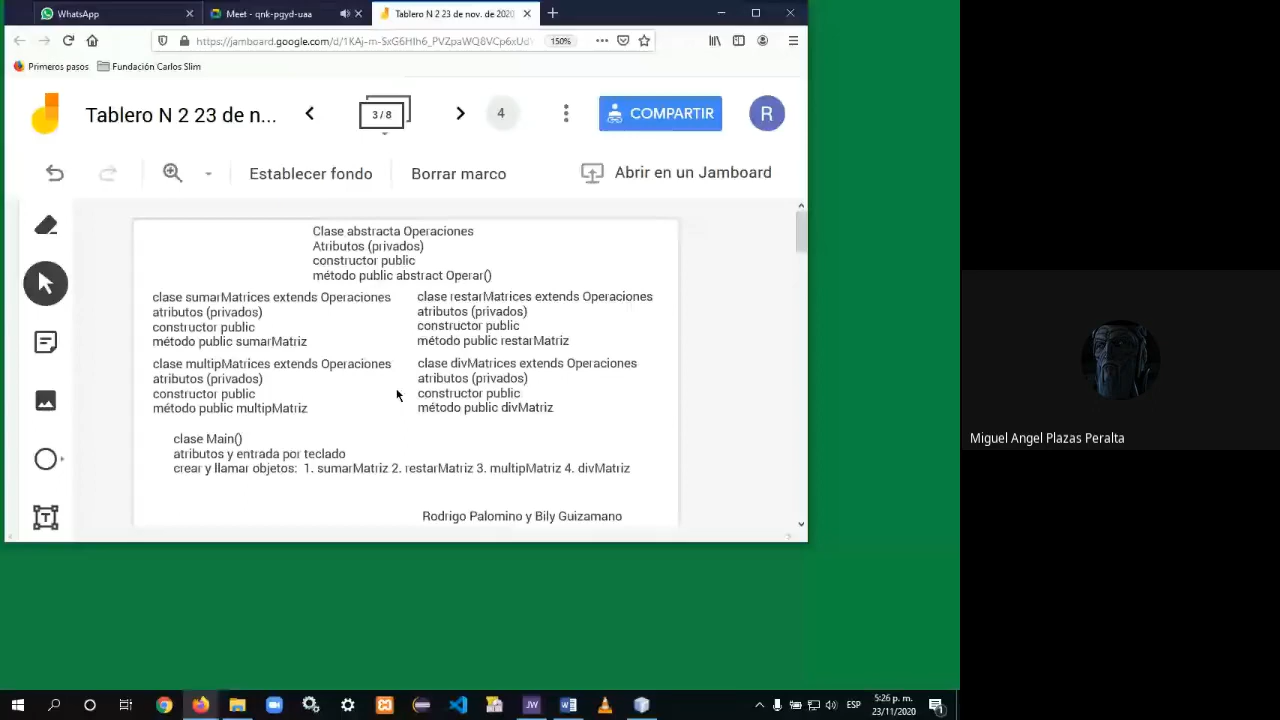 WhatsApp
Meet - qnk-pgyd-uaa
Tablero N 2 23 de nov. de 2020
150%
Primeros pasos
Fundación Carlos Slim
Tablero N 2 23 de n...
3 / 8
4
COMPARTIR
R
Establecer fondo
Borrar marco
Abrir en un Jamboard
Clase abstracta Operaciones
Atributos (privados)
constructor public
método public abstract Operar()
clase sumarMatrices extends Operaciones
atributos (privados)
constructor public
método public sumarMatriz
clase restarMatrices extends Operaciones
atributos (privados)
constructor public
método public restarMatriz
clase multipMatrices extends Operaciones
atributos (privados)
constructor public
método public multipMatriz
clase divMatrices extends Operaciones
atributos (privados)
constructor public
método public divMatriz
clase Main()
atributos y entrada por teclado
crear y llamar objetos: 1. sumarMatriz 2. restarMatriz 3. multipMatriz 4. divMatriz
Rodrigo Palomino y Bily Guizamano
Miguel Angel Plazas Peralta
ESP
5:26 p. m.
23/11/2020